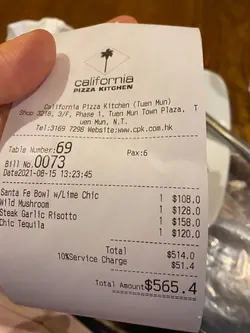 california
PIZZA KITCHEN
California Pizza Kitchen (Tuen Mun)
Shop 3218, 3/F, Phase 1, Tuen Mun Town Plaza, T
uen Mun, N.T.
Tel:3169 7298 Website:www.cpk.com.hk
Table Number:69
Pax:6
Bill No.0073
Date2021-08-15 13:23:45
Santa Fe Bowl w/Lime Chic 1 $108.0
Wild Mushroom 1 $128.0
Steak Garlic Risotto 1 $158.0
Chic Tequila 1 $120.0
Total $514.0
10%Service Charge $51.4
Total Amount$565.4